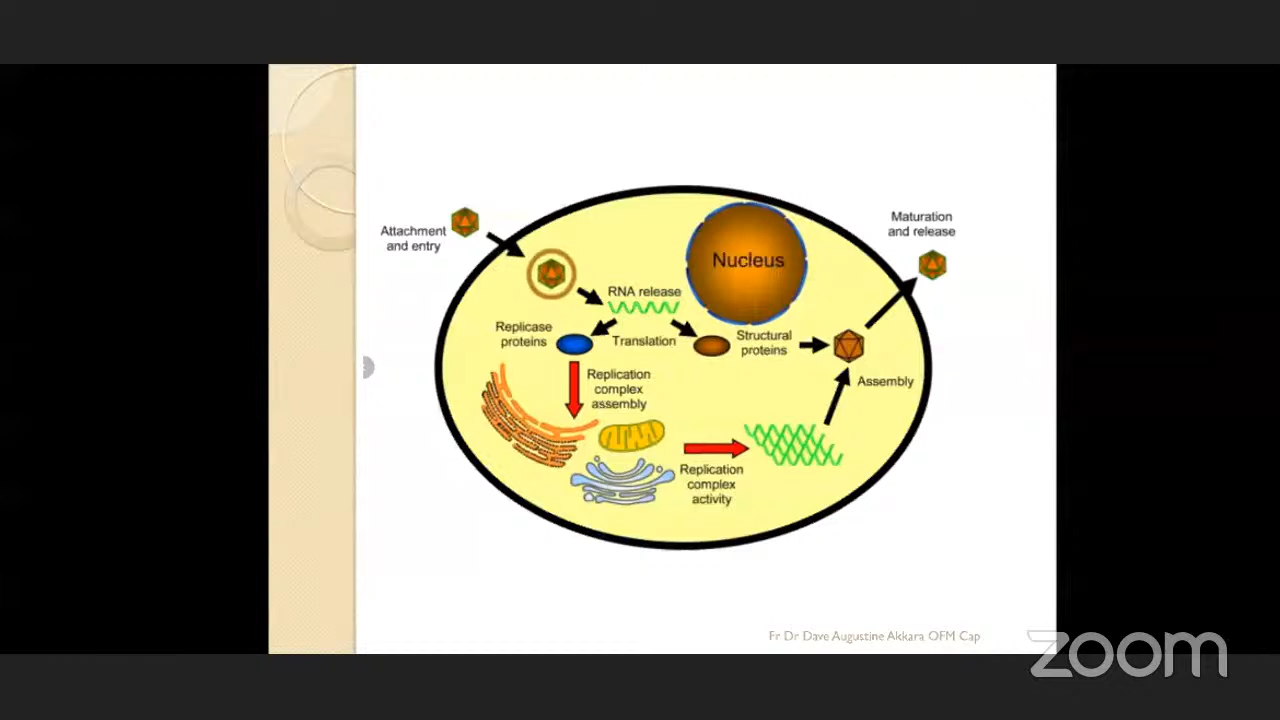 Attachment
and entry
Maturation
and release
Nucleus
RNA release
Replicase
proteins
Translation
Structural
proteins
Replication
complex
assembly
Assembly
Replication
complex
activity
Fr Dr Dave Augustine Akkara OFM Cap
zoom